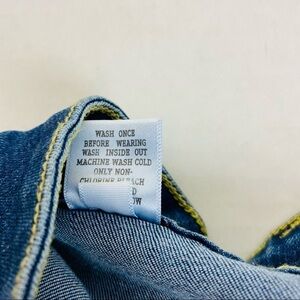 WASH ONCE
BEFORE WEARING
WASH INSIDE OUT
MACHINE WASH COLD
ONLY NON-
CHLORINE BLEACH